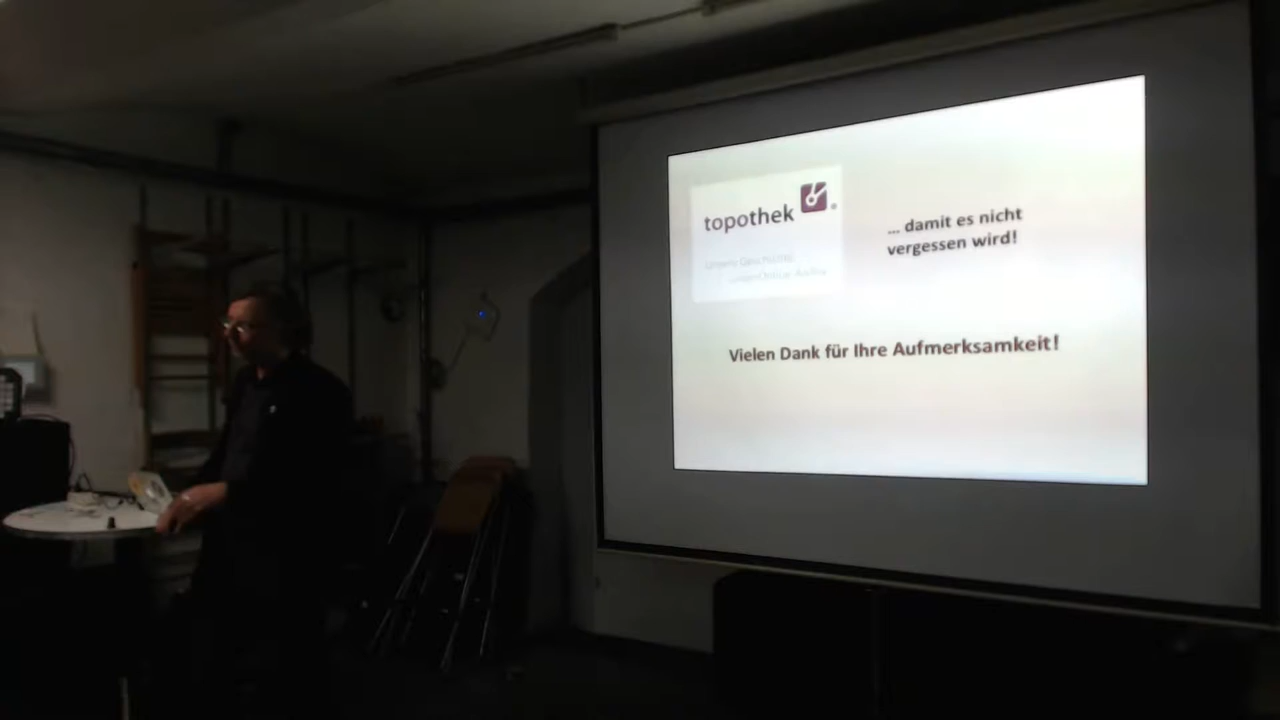 topothek
... damit es nicht
vergessen wird!
Vielen Dank für Ihre Aufmerksamkeit!